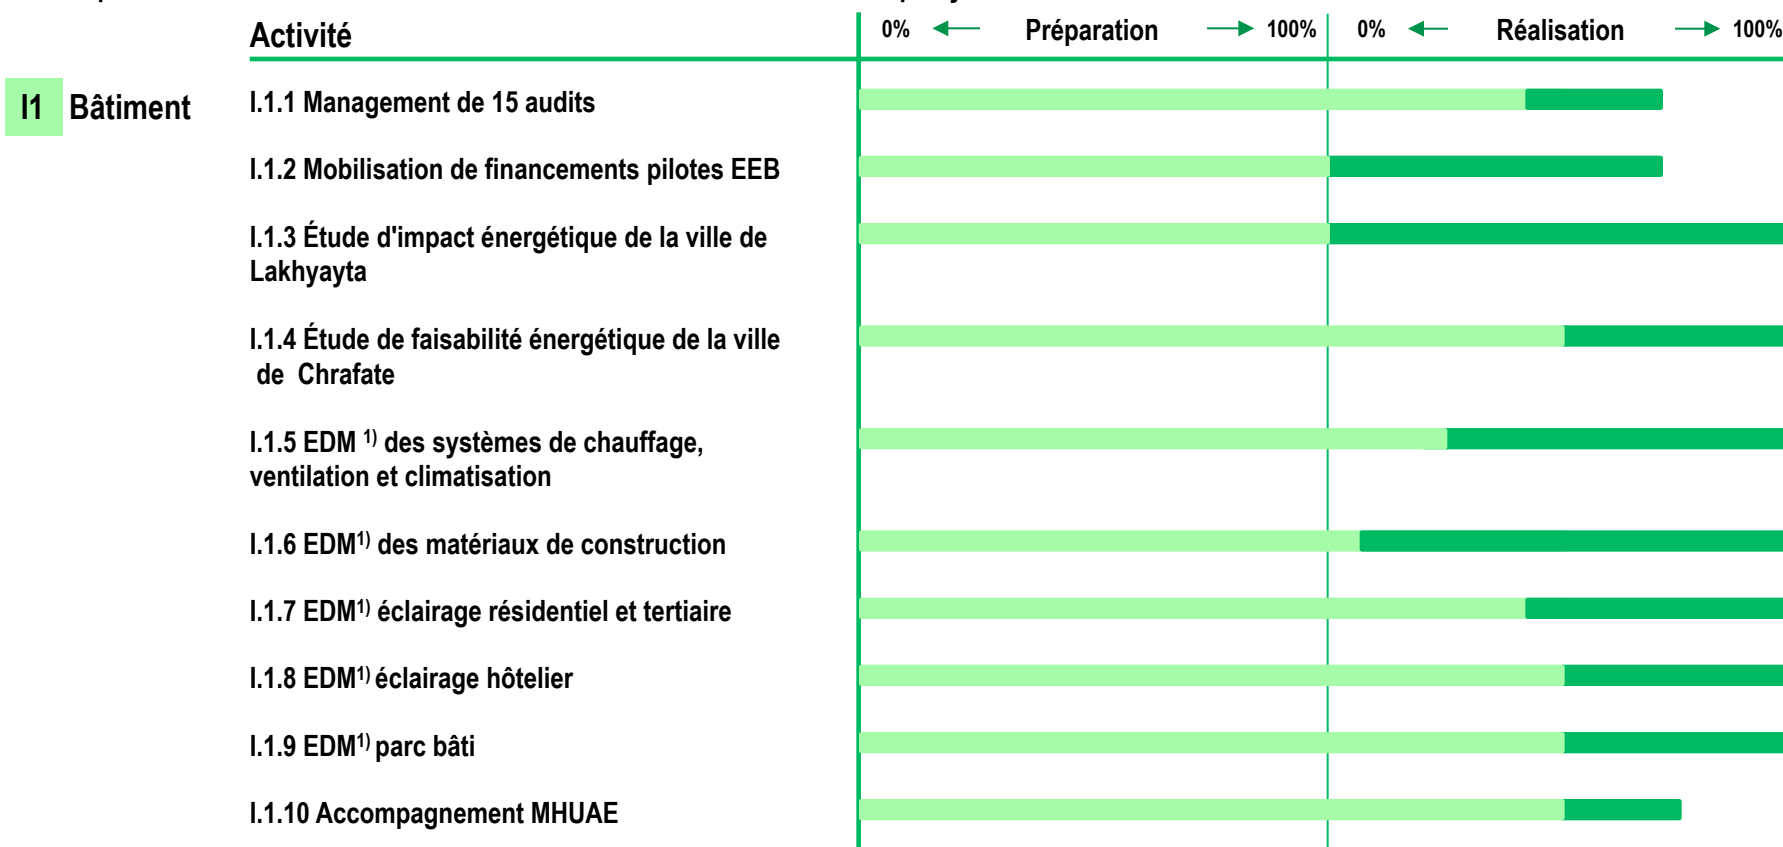 Activité
0% Préparation 100% 0% Réalisation 100%
I1 Bâtiment
I.1.1 Management de 15 audits
I.1.2 Mobilisation de financements pilotes EEB
I.1.3 Étude d'impact énergétique de la ville de
Lakhyayta
I.1.4 Étude de faisabilité énergétique de la ville
de Chrafate
I.1.5 EDM 1) des systèmes de chauffage,
ventilation et climatisation
I.1.6 EDM1) des matériaux de construction
I.1.7 EDM1) éclairage résidentiel et tertiaire
I.1.8 EDM1) éclairage hôtelier
I.1.9 EDM1) parc bâti
I.1.10 Accompagnement MHUAE